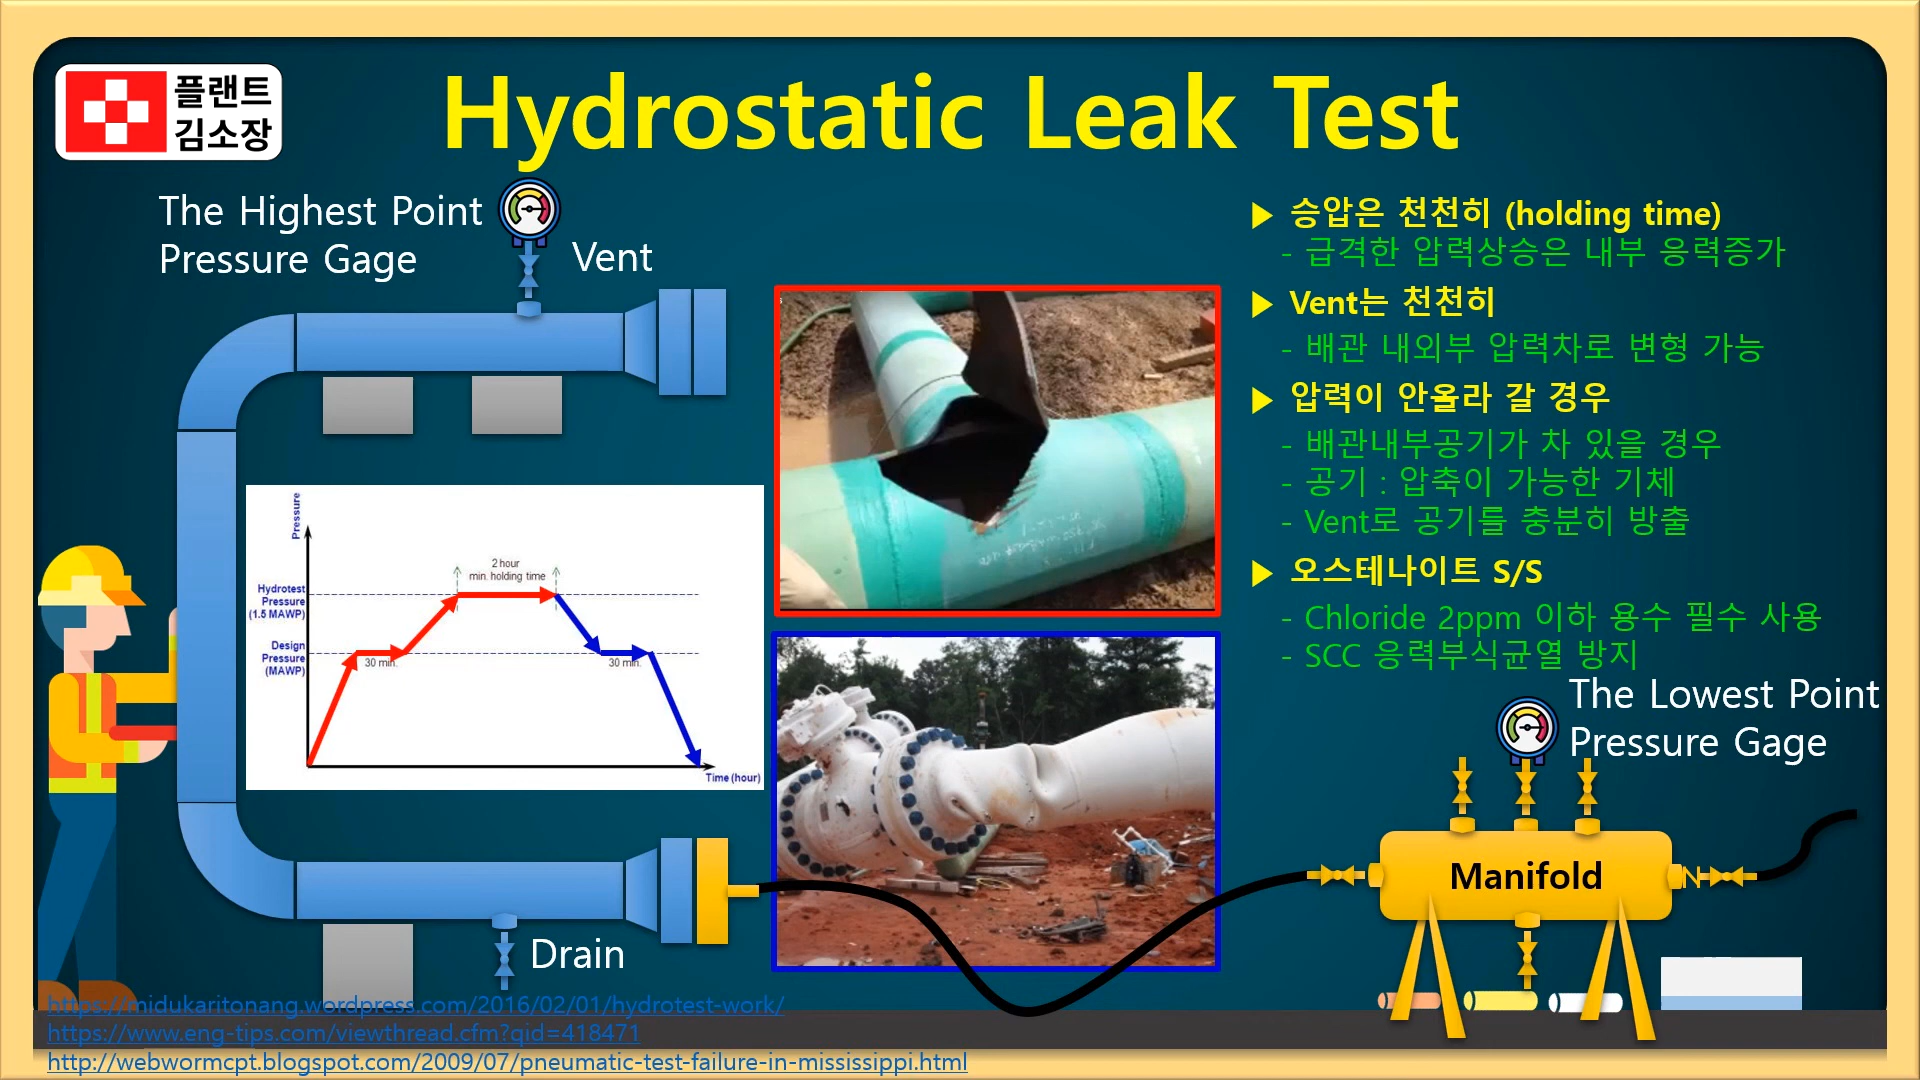 플랜트
김소장
Hydrostatic Leak Test
The Highest Point
Pressure Gage
Vent
▶ 승압은 천천히 (holding time)
- 급격한 압력상승은 내부 응력증가
▶ Vent는 천천히
- 배관 내외부 압력차로 변형 가능
▶ 압력이 안올라 갈 경우
- 배관내부공기가 차 있을 경우
- 공기 : 압축이 가능한 기체
- Vent로 공기를 충분히 방출
▶ 오스테나이트 S/S
- Chloride 2ppm 이하 용수 필수 사용
- SCC 응력부식균열 방지
Pressure
2 hour
min. holding time
Hydrotest
Pressure
(1.5 MAWP)
Design
Pressure
(MAWP)
30 min.
30 min.
Time (hour)
The Lowest Point
Pressure Gage
Manifold
N
Drain
https://midukaritonang.wordpress.com/2016/02/01/hydrotest-work/
https://www.eng-tips.com/viewthread.cfm?qid=418471
http://webwormcpt.blogspot.com/2009/07/pneumatic-test-failure-in-mississippi.html